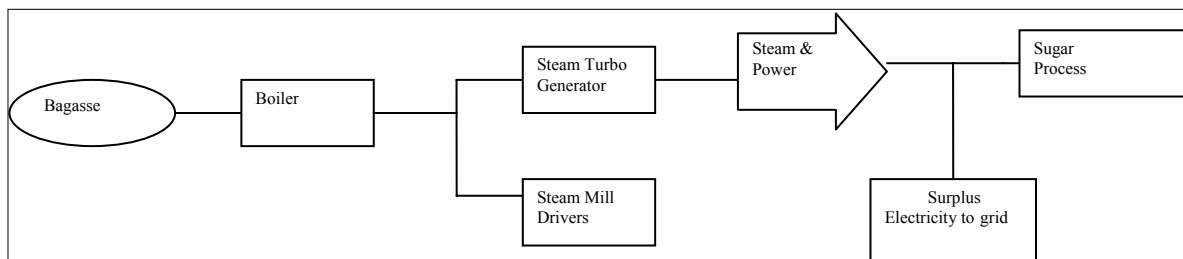 Bagasse
Boiler
Steam Turbo
Generator
Steam Mill
Drivers
Steam &
Power
Sugar
Process
Surplus
Electricity to grid